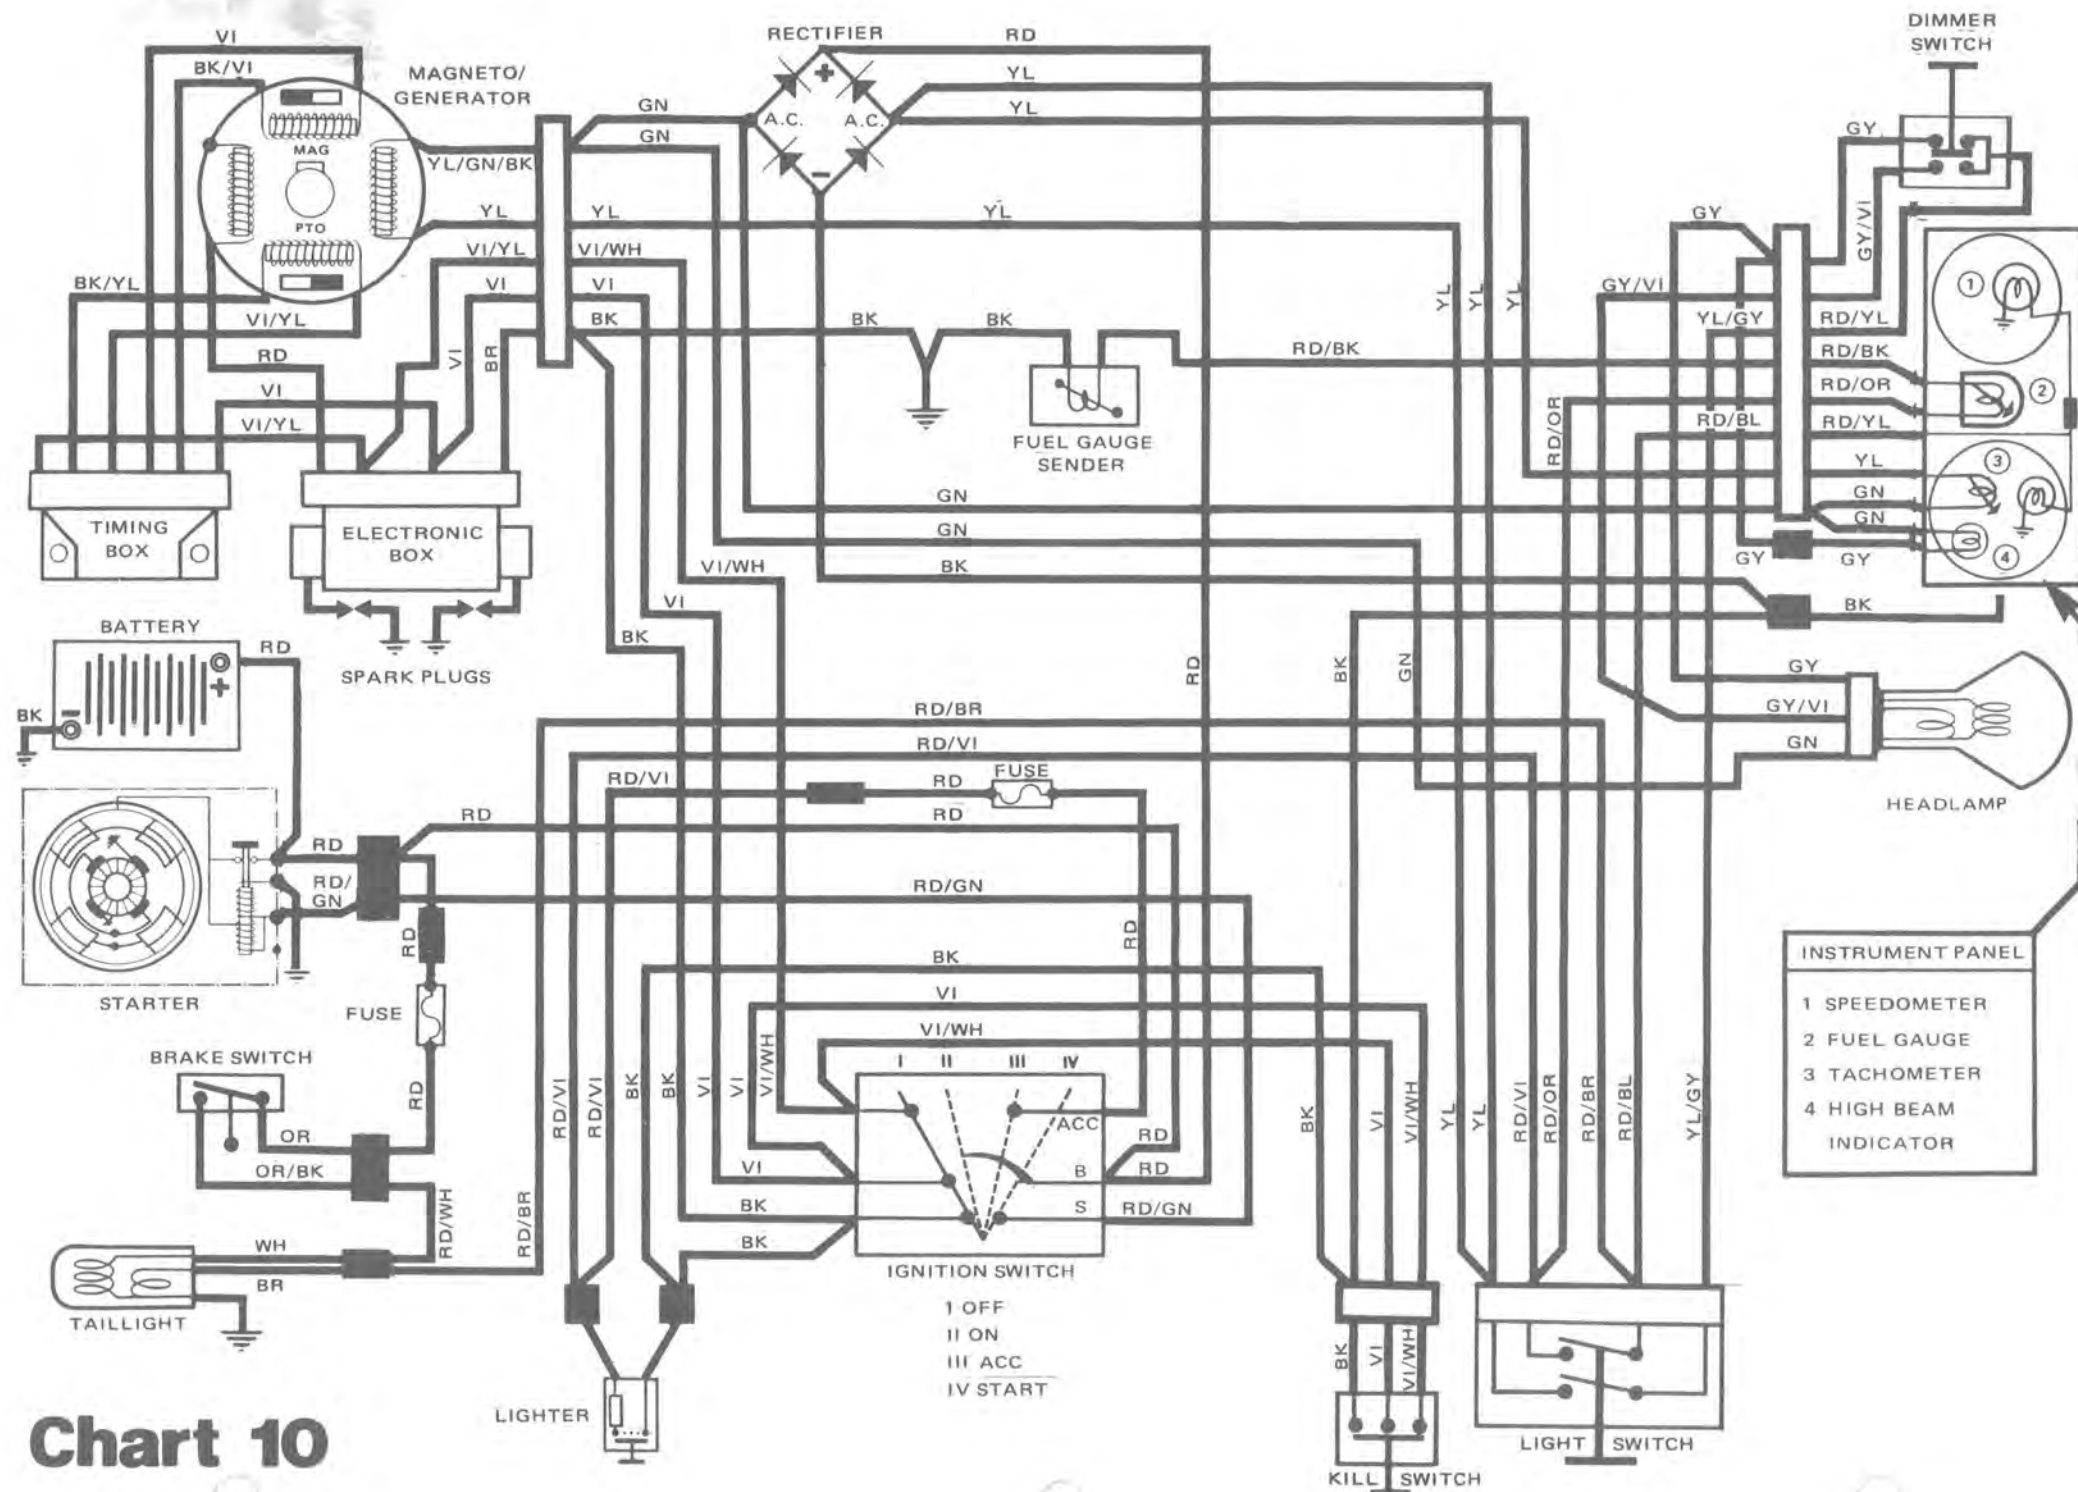 VI
BK/VI
MAGNETO/
GENERATOR
MAG
PTO
YL/GN/BK
YL
VI/YL
BK/YL
VI/YL
RD
VI
VI/YL
VI
BR
TIMING
BOX
ELECTRONIC
BOX
SPARK PLUGS
GN
GN
YL
VI/WH
VI
BK
RECTIFIER
RD
+
A.C.
A.C.
−
YL
YL
YL
BK
BK
RD/BK
FUEL GAUGE
SENDER
GN
GN
BK
VI/WH
VI
BK
RD
BK
GN
YL
YL
YL
RD/OR
DIMMER
SWITCH
GY
GY/VI
GY
GY/VI
YL/GY
RD/YL
RD/BK
RD/OR
RD/BL
RD/YL
YL
GN
GN
GY
GY
BK
1
2
3
4
GY
GY/VI
GN
HEADLAMP
INSTRUMENT PANEL
1 SPEEDOMETER
2 FUEL GAUGE
3 TACHOMETER
4 HIGH BEAM
INDICATOR
BATTERY
RD
+
−
BK
STARTER
RD
RD/
GN
RD
RD
FUSE
RD
BRAKE SWITCH
OR
OR/BK
RD/WH
WH
BR
TAILLIGHT
RD/BR
RD/BR
RD/VI
RD/VI
RD
FUSE
RD
RD/GN
RD
BK
VI
VI/WH
RD/VI
RD/VI
BK
BK
VI
VI
VI/WH
I
II
III
IV
ACC
B
S
RD
RD
RD/GN
VI
BK
BK
IGNITION SWITCH
I OFF
II ON
III ACC
IV START
LIGHTER
BK
VI
VI/WH
YL
YL
RD/VI
RD/OR
RD/BR
RD/BL
YL/GY
BK
VI
VI/WH
KILL SWITCH
LIGHT SWITCH
Chart 10